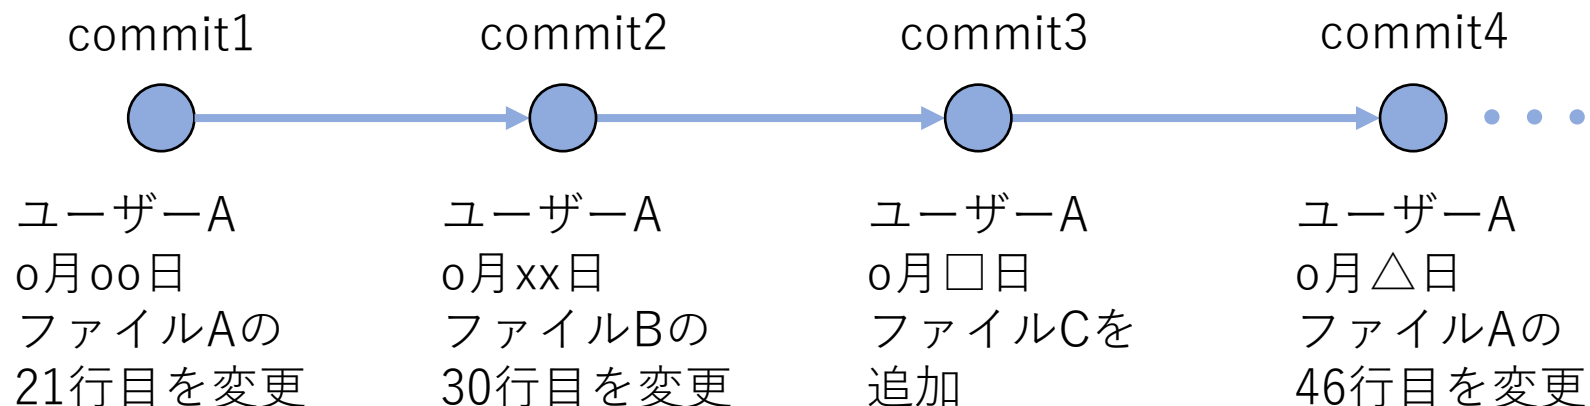 commit1
commit2
commit3
commit4
ユーザーA
o月oo日
ファイルAの
21行目を変更
ユーザーA
o月xx日
ファイルBの
30行目を変更
ユーザーA
o月□日
ファイルCを
追加
ユーザーA
o月△日
ファイルAの
46行目を変更